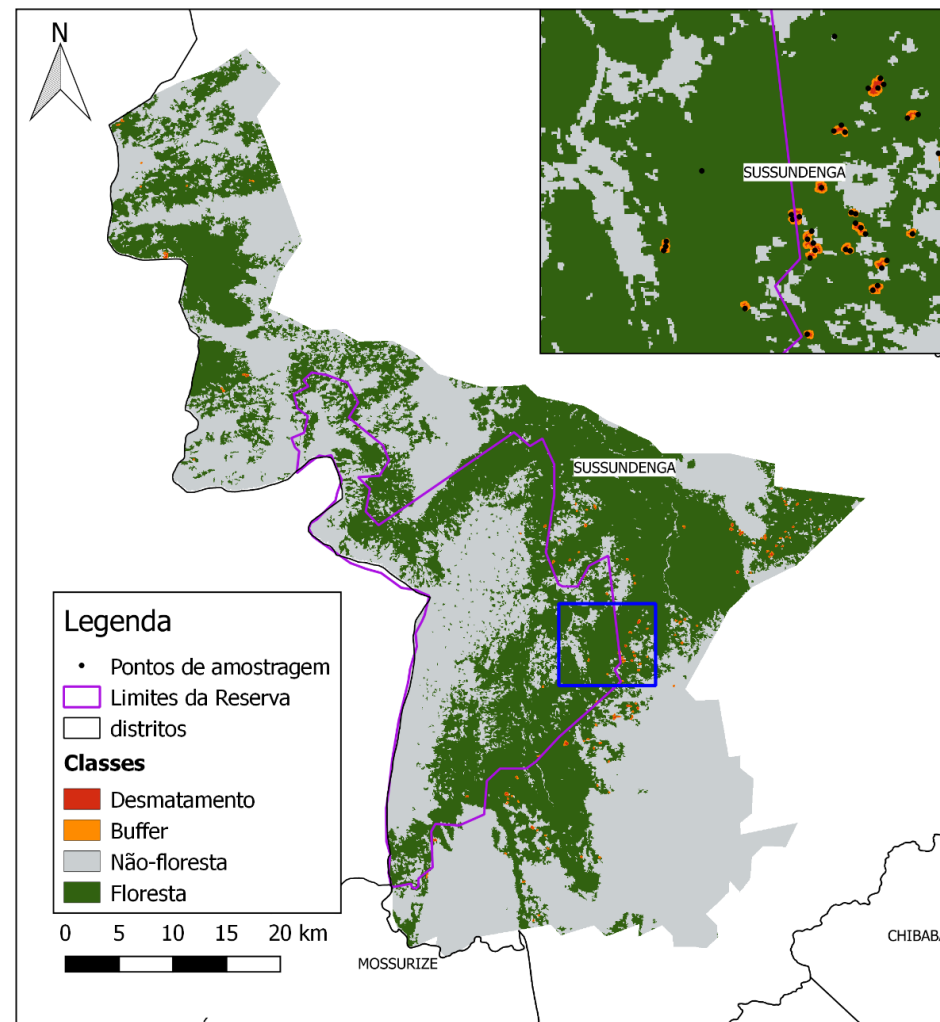 N
SUSSUNDENGA
SUSSUNDENGA
Legenda
Pontos de amostragem
Limites da Reserva
distritos
Classes
Desmatamento
Buffer
Não-floresta
Floresta
0 5 10 15 20 km
MOSSURIZE
CHIBABA